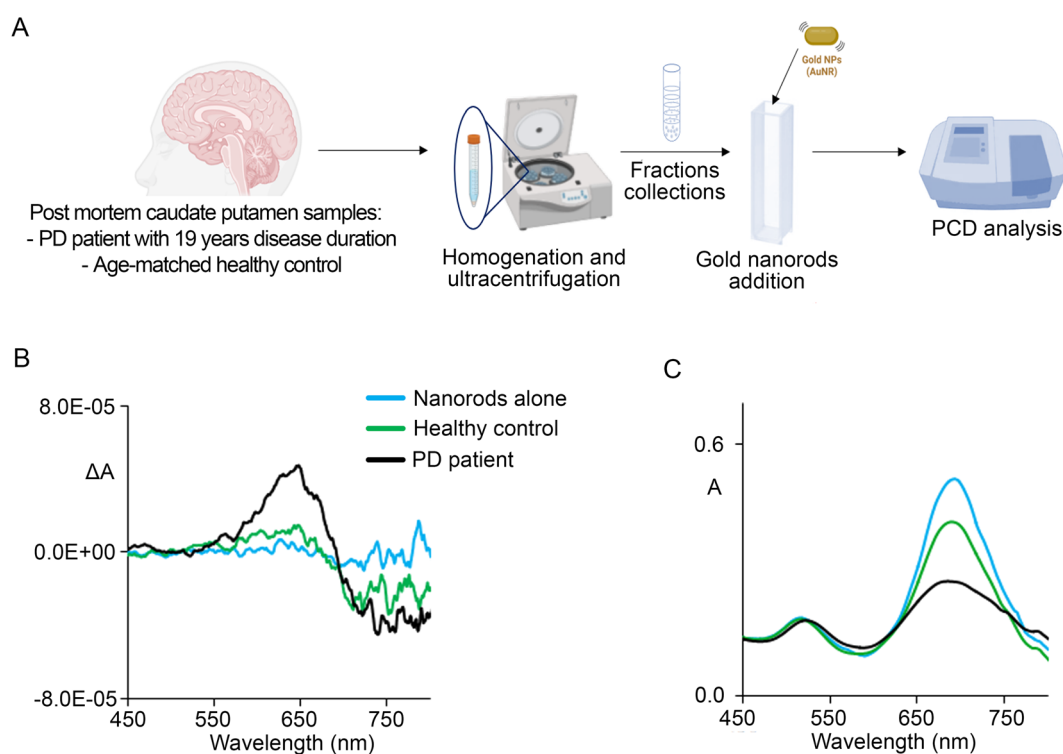 A
Gold NPs
(AuNR)
Post mortem caudate putamen samples:
- PD patient with 19 years disease duration
- Age-matched healthy control
Homogenation and
ultracentrifugation
Fractions
collections
Gold nanorods
addition
PCD analysis
B
8.0E-05
ΔA
0.0E+00
-8.0E-05
450
550
650
750
Wavelength (nm)
Nanorods alone
Healthy control
PD patient
C
0.6
A
0.0
450
550
650
750
Wavelength (nm)